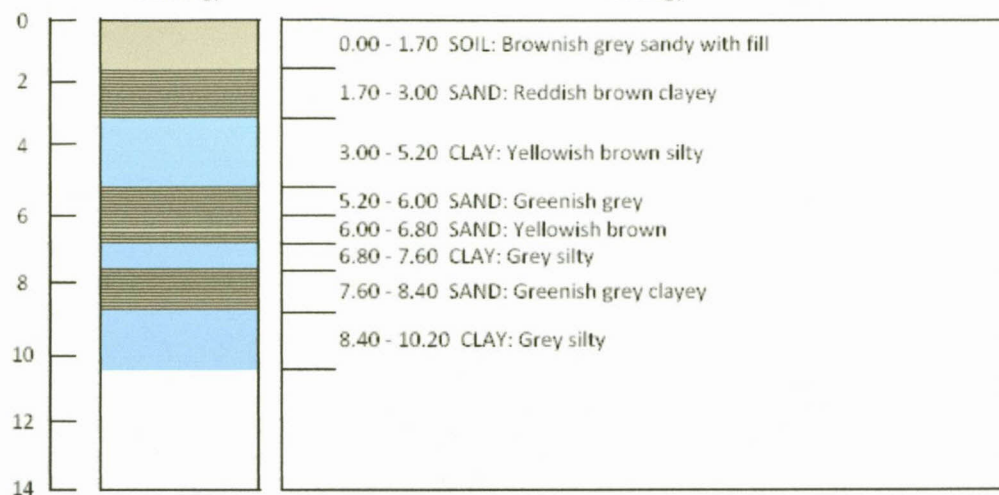 0
0.00 - 1.70 SOIL: Brownish grey sandy with fill
2
1.70 - 3.00 SAND: Reddish brown clayey
4
3.00 - 5.20 CLAY: Yellowish brown silty
5.20 - 6.00 SAND: Greenish grey
6
6.00 - 6.80 SAND: Yellowish brown
6.80 - 7.60 CLAY: Grey silty
8
7.60 - 8.40 SAND: Greenish grey clayey
8.40 - 10.20 CLAY: Grey silty
10
12
14